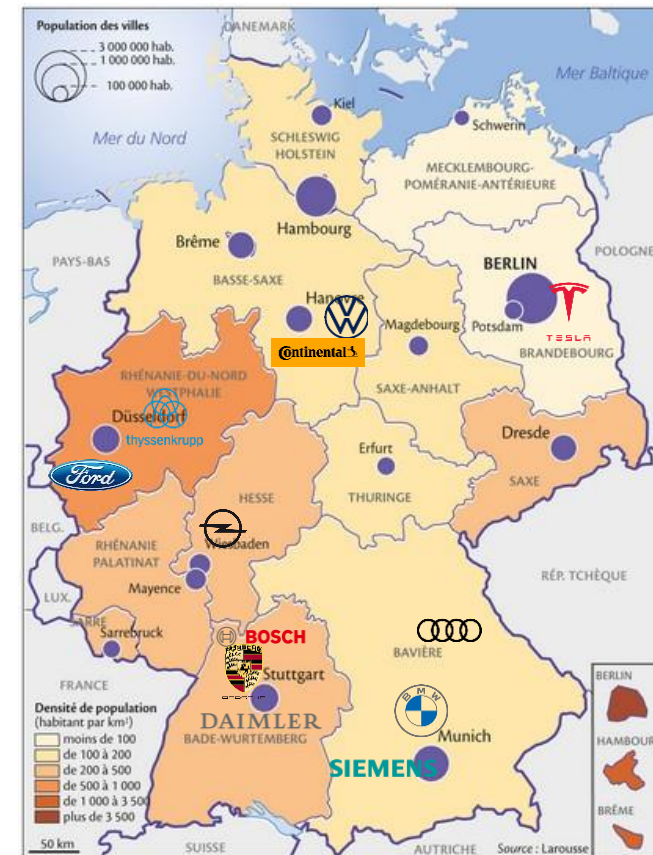 Population des villes
3 000 000 hab.
1 000 000 hab.
100 000 hab.
DANEMARK
Mer Baltique
Mer du Nord
Kiel
Schwerin
SCHLESWIG
HOLSTEIN
MECKLEMBOURG-
POMÉRANIE-ANTÉRIEURE
Hambourg
Brême
PAYS-BAS
POLOGNE
BASSE-SAXE
BERLIN
Hanovre
Potsdam
TESLA
BRANDEBOURG
Magdebourg
Continental
RHÉNANIE-DU-NORD
WESTPHALIE
SAXE-ANHALT
Düsseldorf
thyssenkrupp
Dresde
Ford
Erfurt
SAXE
HESSE
THURINGE
BELG.
RHÉNANIE
PALATINAT
Wiesbaden
Mayence
RÉP. TCHÈQUE
LUX.
SARRE
Sarrebruck
BOSCH
BAVIÈRE
FRANCE
Stuttgart
BMW
DAIMLER
BADE-WURTEMBERG
Munich
SIEMENS
Densité de population
(habitant par km²)
moins de 100
de 100 à 200
de 200 à 500
de 500 à 1 000
de 1 000 à 3 500
plus de 3 500
50 km
SUISSE
AUTRICHE
Source : Larousse
BERLIN
HAMBOUR
BRÊME